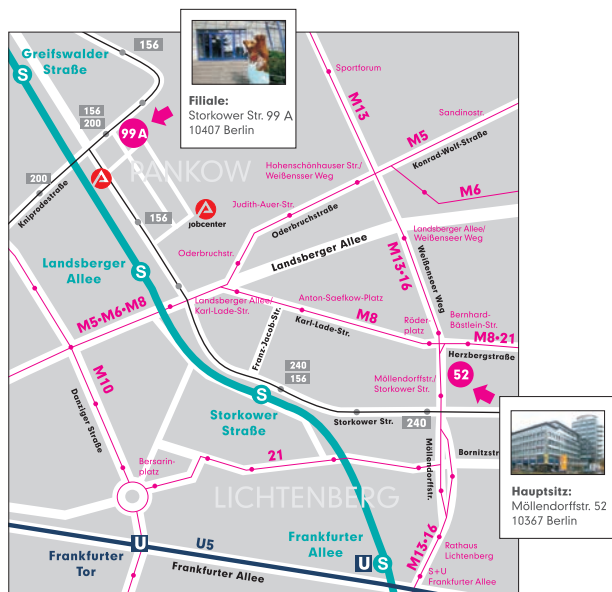 Greifswalder
Straße
156
Filiale:
Storkower Str. 99 A
10407 Berlin
Sportforum
M13
Sandinostr.
156
200
99 A
M5
Konrad-Wolf-Straße
Hohenschönhauser Str./
Weißensser Weg
PANKOW
M6
200
Kniprodestraße
Judith-Auer-Str.
jobcenter
156
Oderbruchstraße
Landsberger Allee/
Weißenseer Weg
Oderbruchstr.
Landsberger Allee
M13•16
Weißenseer Weg
Landsberger
Allee
M5•M6•M8
Landsberger Allee/
Karl-Lade-Str.
Anton-Saefkow-Platz
M8
Karl-Lade-Str.
Röder-
platz
Bernhard-
Bästlein-Str.
M8•21
Franz-Jacob-Str.
Herzbergstraße
M10
240
156
52
Möllendorffstr./
Storkower Str.
Danziger Straße
S
Storkower
Straße
Storkower Str.
240
Möllendorffstr.
Bornitzstr
Bersarin-
platz
21
LICHTENBERG
Hauptsitz:
Möllendorffstr. 52
10367 Berlin
Frankfurter
Allee
U
U5
Frankfurter
Tor
Frankfurter Allee
U
S
M13•16
Rathaus
Lichtenberg
S+U
Frankfurter Allee